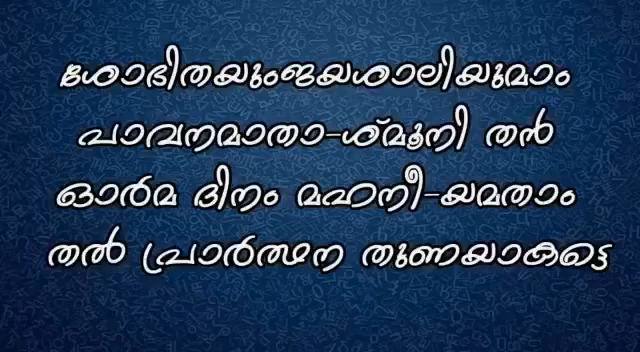 ശോഭിതയുംജയശാലിയുമാം
പാവനമാതാ-ശ്മൂനി തൻ
ഓർമ ദിനം മഹനീ-യമതാം
തൽ പ്രാർത്ഥന തുണയാകട്ടെ